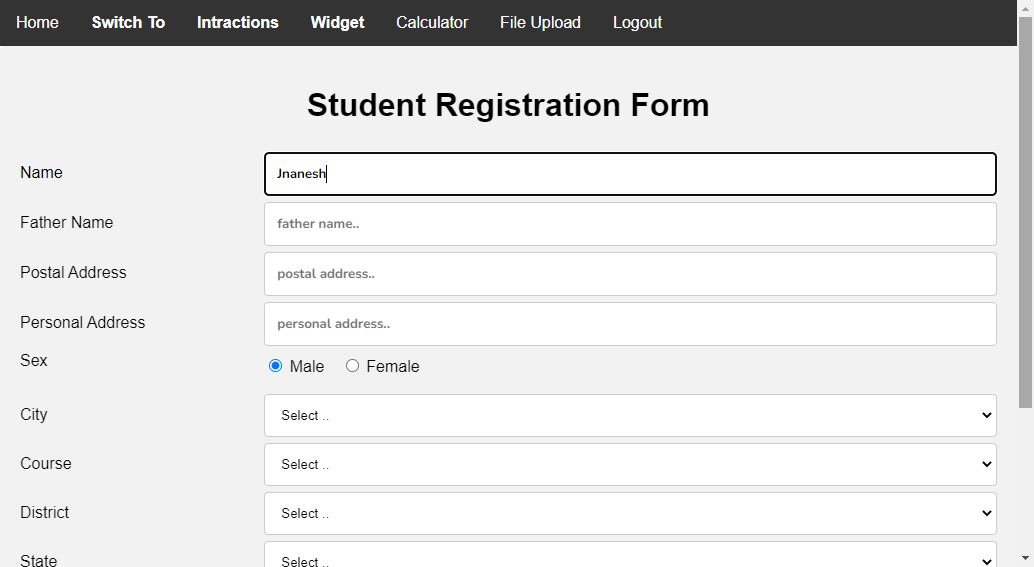 Home Switch To Intractions Widget Calculator File Upload Logout
Student Registration Form
Name Jnanesh
Father Name father name..
Postal Address postal address..
Personal Address personal address..
Sex Male Female
City Select ..
Course Select ..
District Select ..
State Select ..